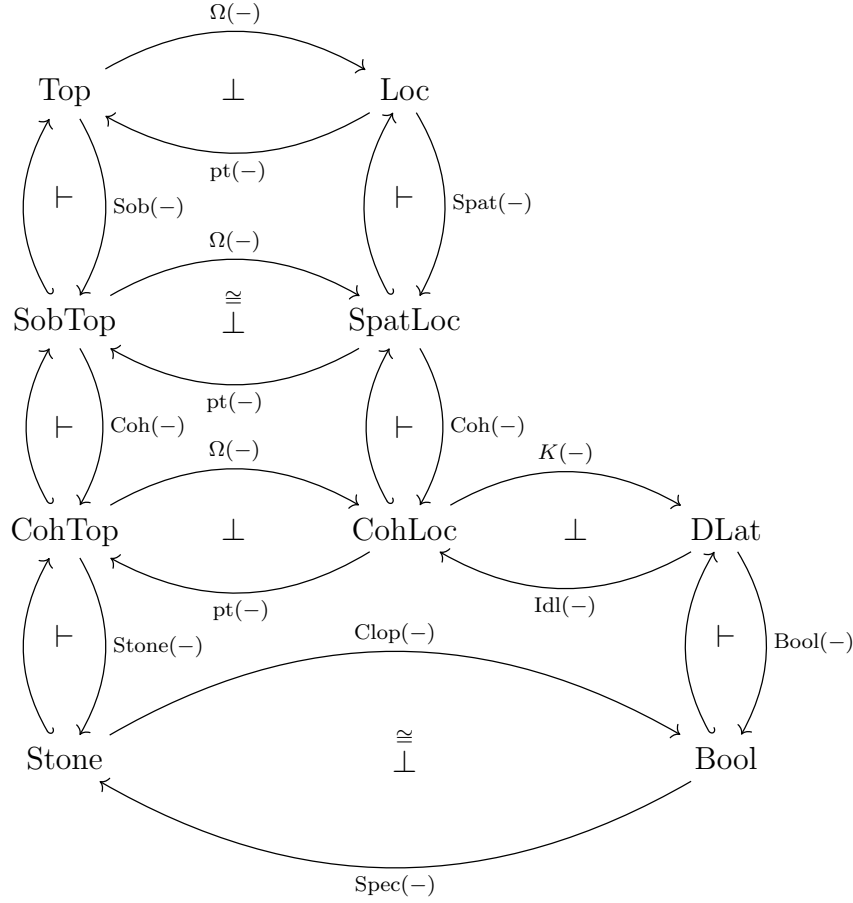 Ω(−)
Top ⊥ Loc
pt(−)
⊢ Sob(−) ⊢ Spat(−)
Ω(−)
≅
SobTop ⊥ SpatLoc
pt(−)
⊢ Coh(−) ⊢ Coh(−)
Ω(−) K(−)
CohTop ⊥ CohLoc ⊥ DLat
pt(−) Idl(−)
⊢ Stone(−) Clop(−) ⊢ Bool(−)
≅
Stone ⊥ Bool
Spec(−)